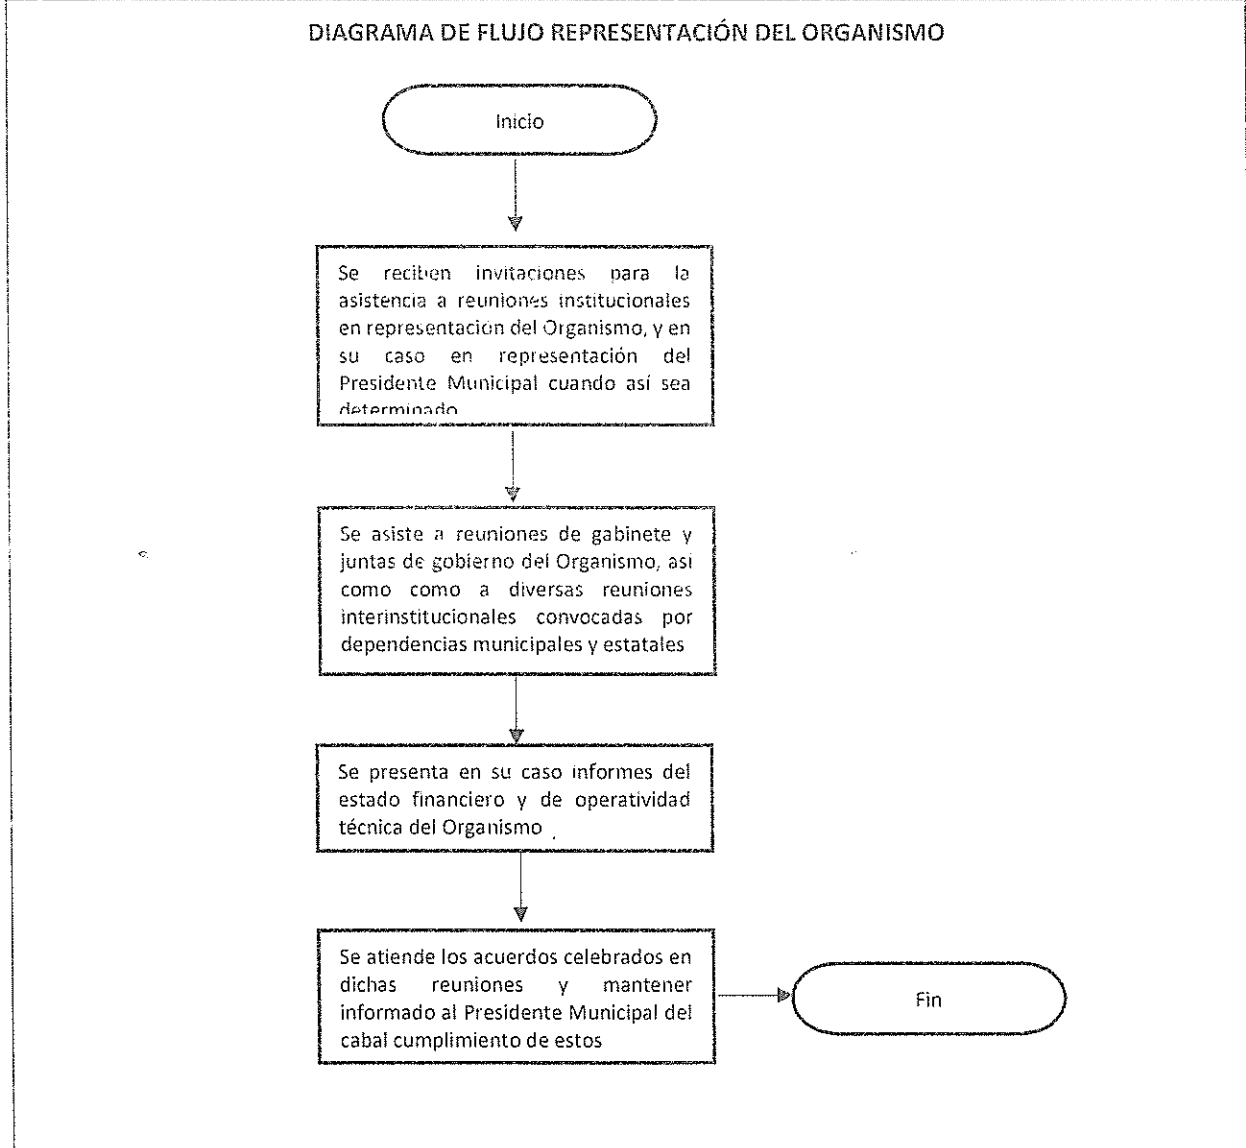 DIAGRAMA DE FLUJO REPRESENTACIÓN DEL ORGANISMO
Inicio
Se reciben invitaciones para la
asistencia a reuniones institucionales
en representación del Organismo, y en
su caso en representación del
Presidente Municipal cuando así sea
determinado
Se asiste a reuniones de gabinete y
juntas de gobierno del Organismo, asi
como como a diversas reuniones
interinstitucionales convocadas por
dependencias municipales y estatales
Se presenta en su caso informes del
estado financiero y de operatividad
técnica del Organismo
Se atiende los acuerdos celebrados en
dichas reuniones y mantener
informado al Presidente Municipal del
cabal cumplimiento de estos
Fin